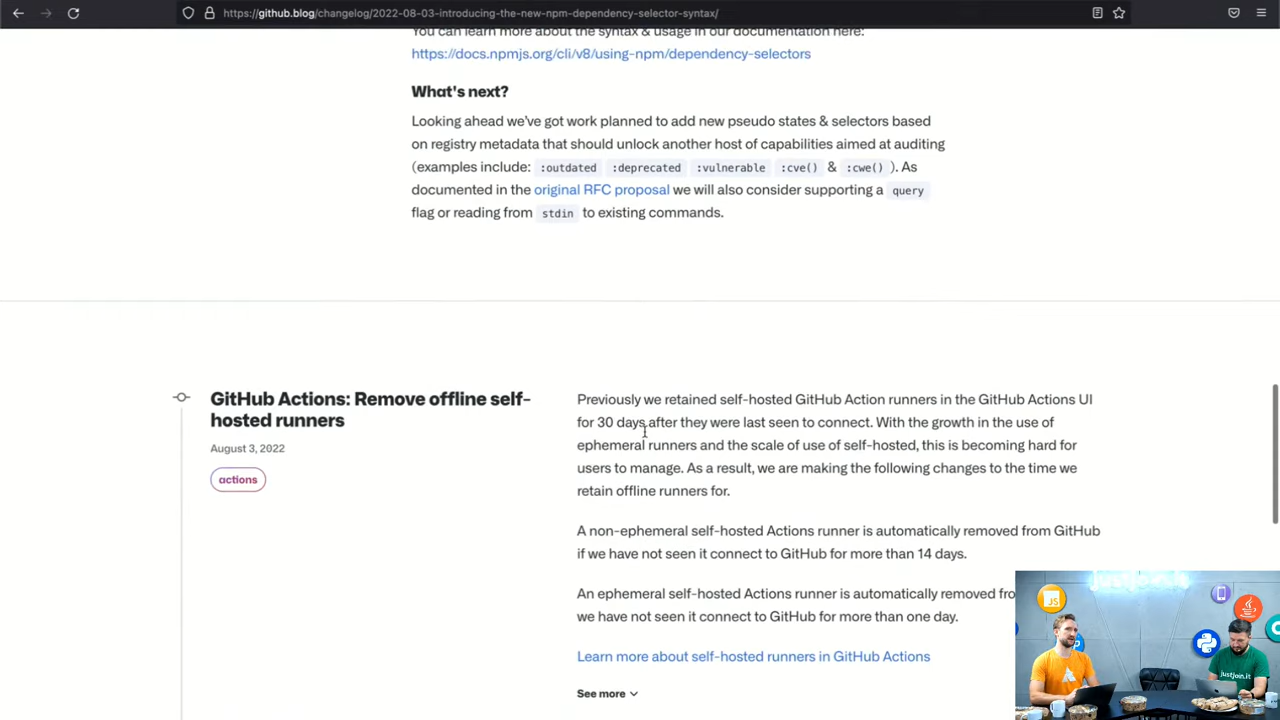 https://github.blog/changelog/2022-08-03-introducing-the-new-npm-dependency-selector-syntax/
You can learn more about the syntax & usage in our documentation here:
https://docs.npmjs.org/cli/v8/using-npm/dependency-selectors
What's next?
Looking ahead we've got work planned to add new pseudo states & selectors based
on registry metadata that should unlock another host of capabilities aimed at auditing
(examples include: :outdated :deprecated :vulnerable :cve() & :cwe() ). As
documented in the original RFC proposal we will also consider supporting a query
flag or reading from stdin to existing commands.
GitHub Actions: Remove offline self-
hosted runners
August 3, 2022
actions
Previously we retained self-hosted GitHub Action runners in the GitHub Actions UI
for 30 days after they were last seen to connect. With the growth in the use of
ephemeral runners and the scale of use of self-hosted, this is becoming hard for
users to manage. As a result, we are making the following changes to the time we
retain offline runners for.
A non-ephemeral self-hosted Actions runner is automatically removed from GitHub
if we have not seen it connect to GitHub for more than 14 days.
An ephemeral self-hosted Actions runner is automatically removed fro
we have not seen it connect to GitHub for more than one day.
Learn more about self-hosted runners in GitHub Actions
See more
JS
justjoin.it